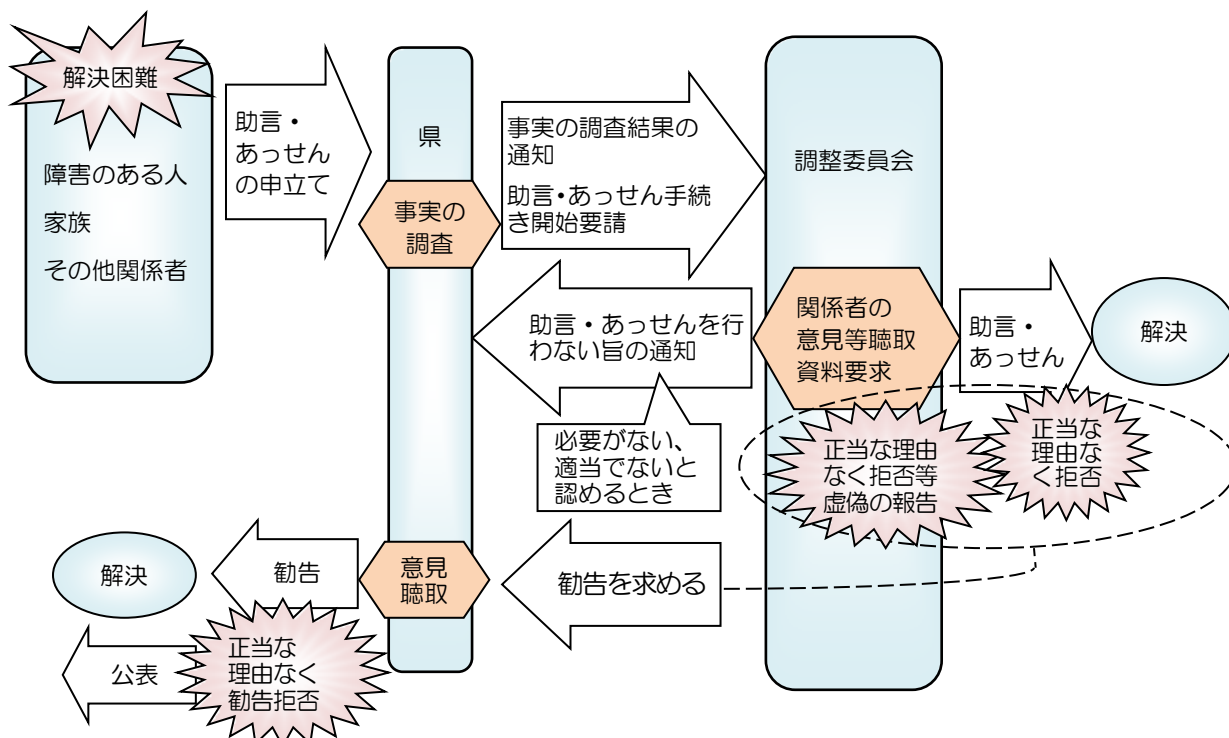 解決困難
障害のある人
家族
その他関係者
助言・
あっせん
の申立て
県
事実の
調査
事実の調査結果の
通知
助言・あっせん手続
き開始要請
調整委員会
助言・あっせんを行
わない旨の通知
必要がない、
適当でないと
認めるとき
関係者の
意見等聴取
資料要求
助言・
あっせん
解決
正当な理由
なく拒否等
虚偽の報告
正当な
理由な
く拒否
勧告を求める
意見
聴取
勧告
解決
正当な
理由なく
勧告拒否
公表